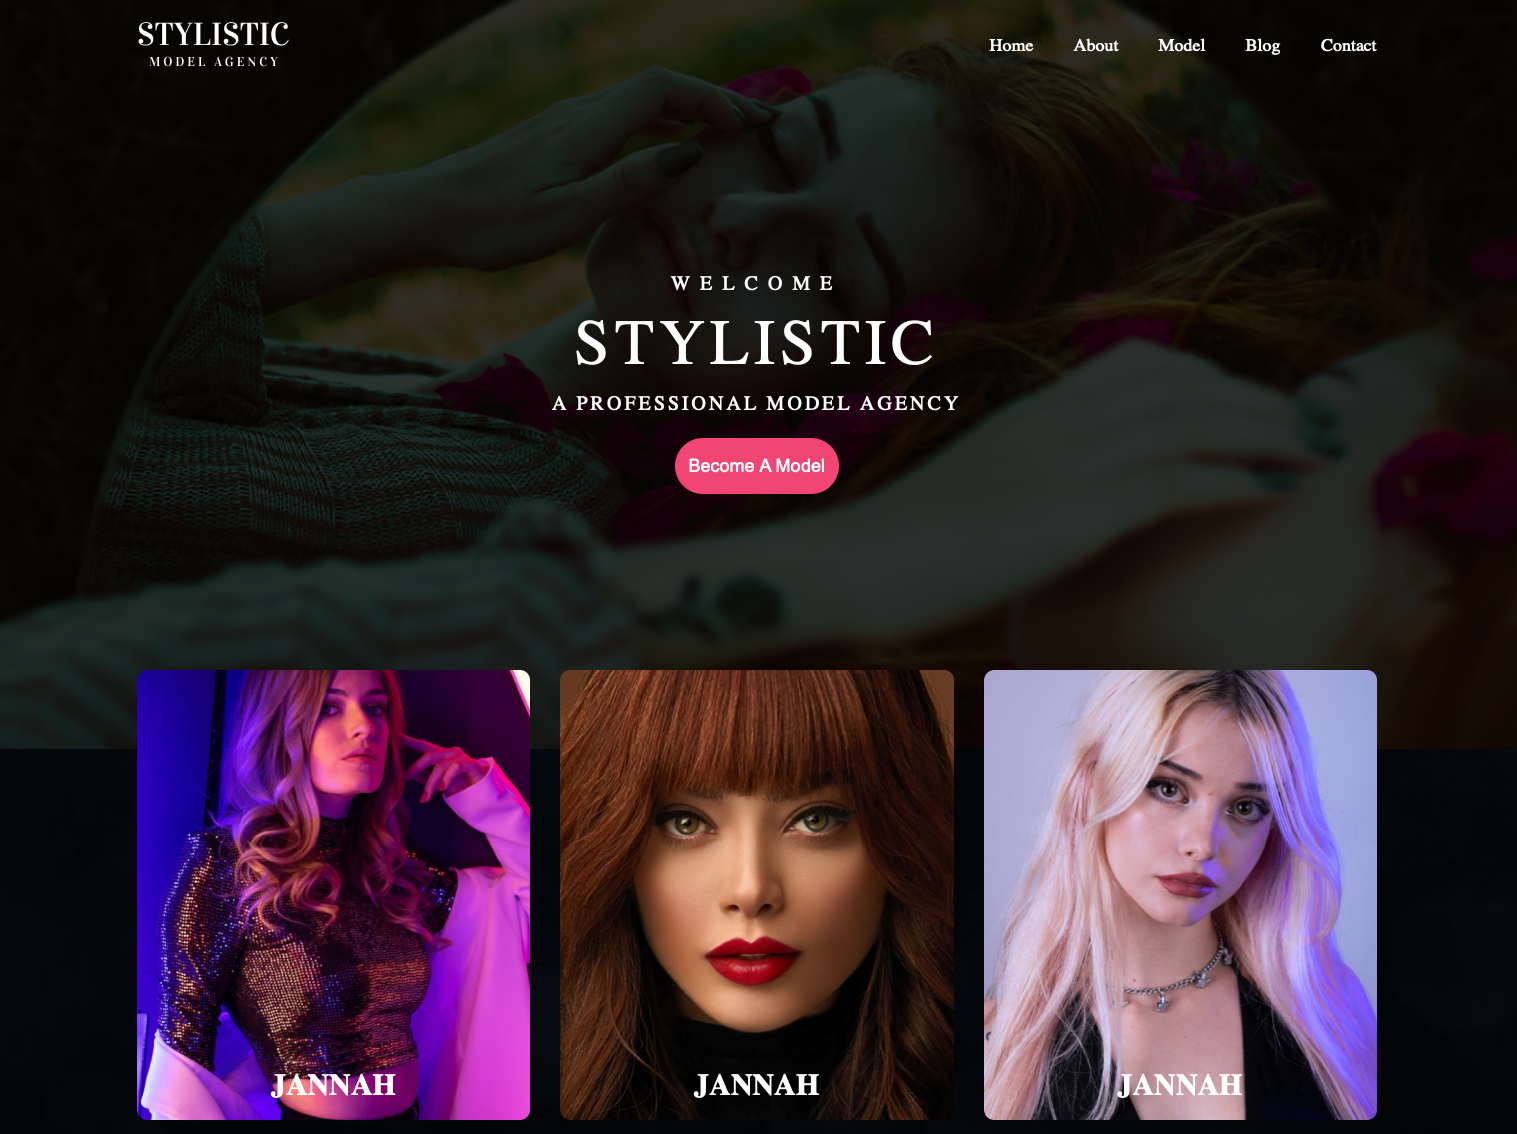 STYLISTIC
MODEL AGENCY
Home About Model Blog Contact
WELCOME
STYLISTIC
A PROFESSIONAL MODEL AGENCY
Become A Model
JANNAH JANNAH JANNAH